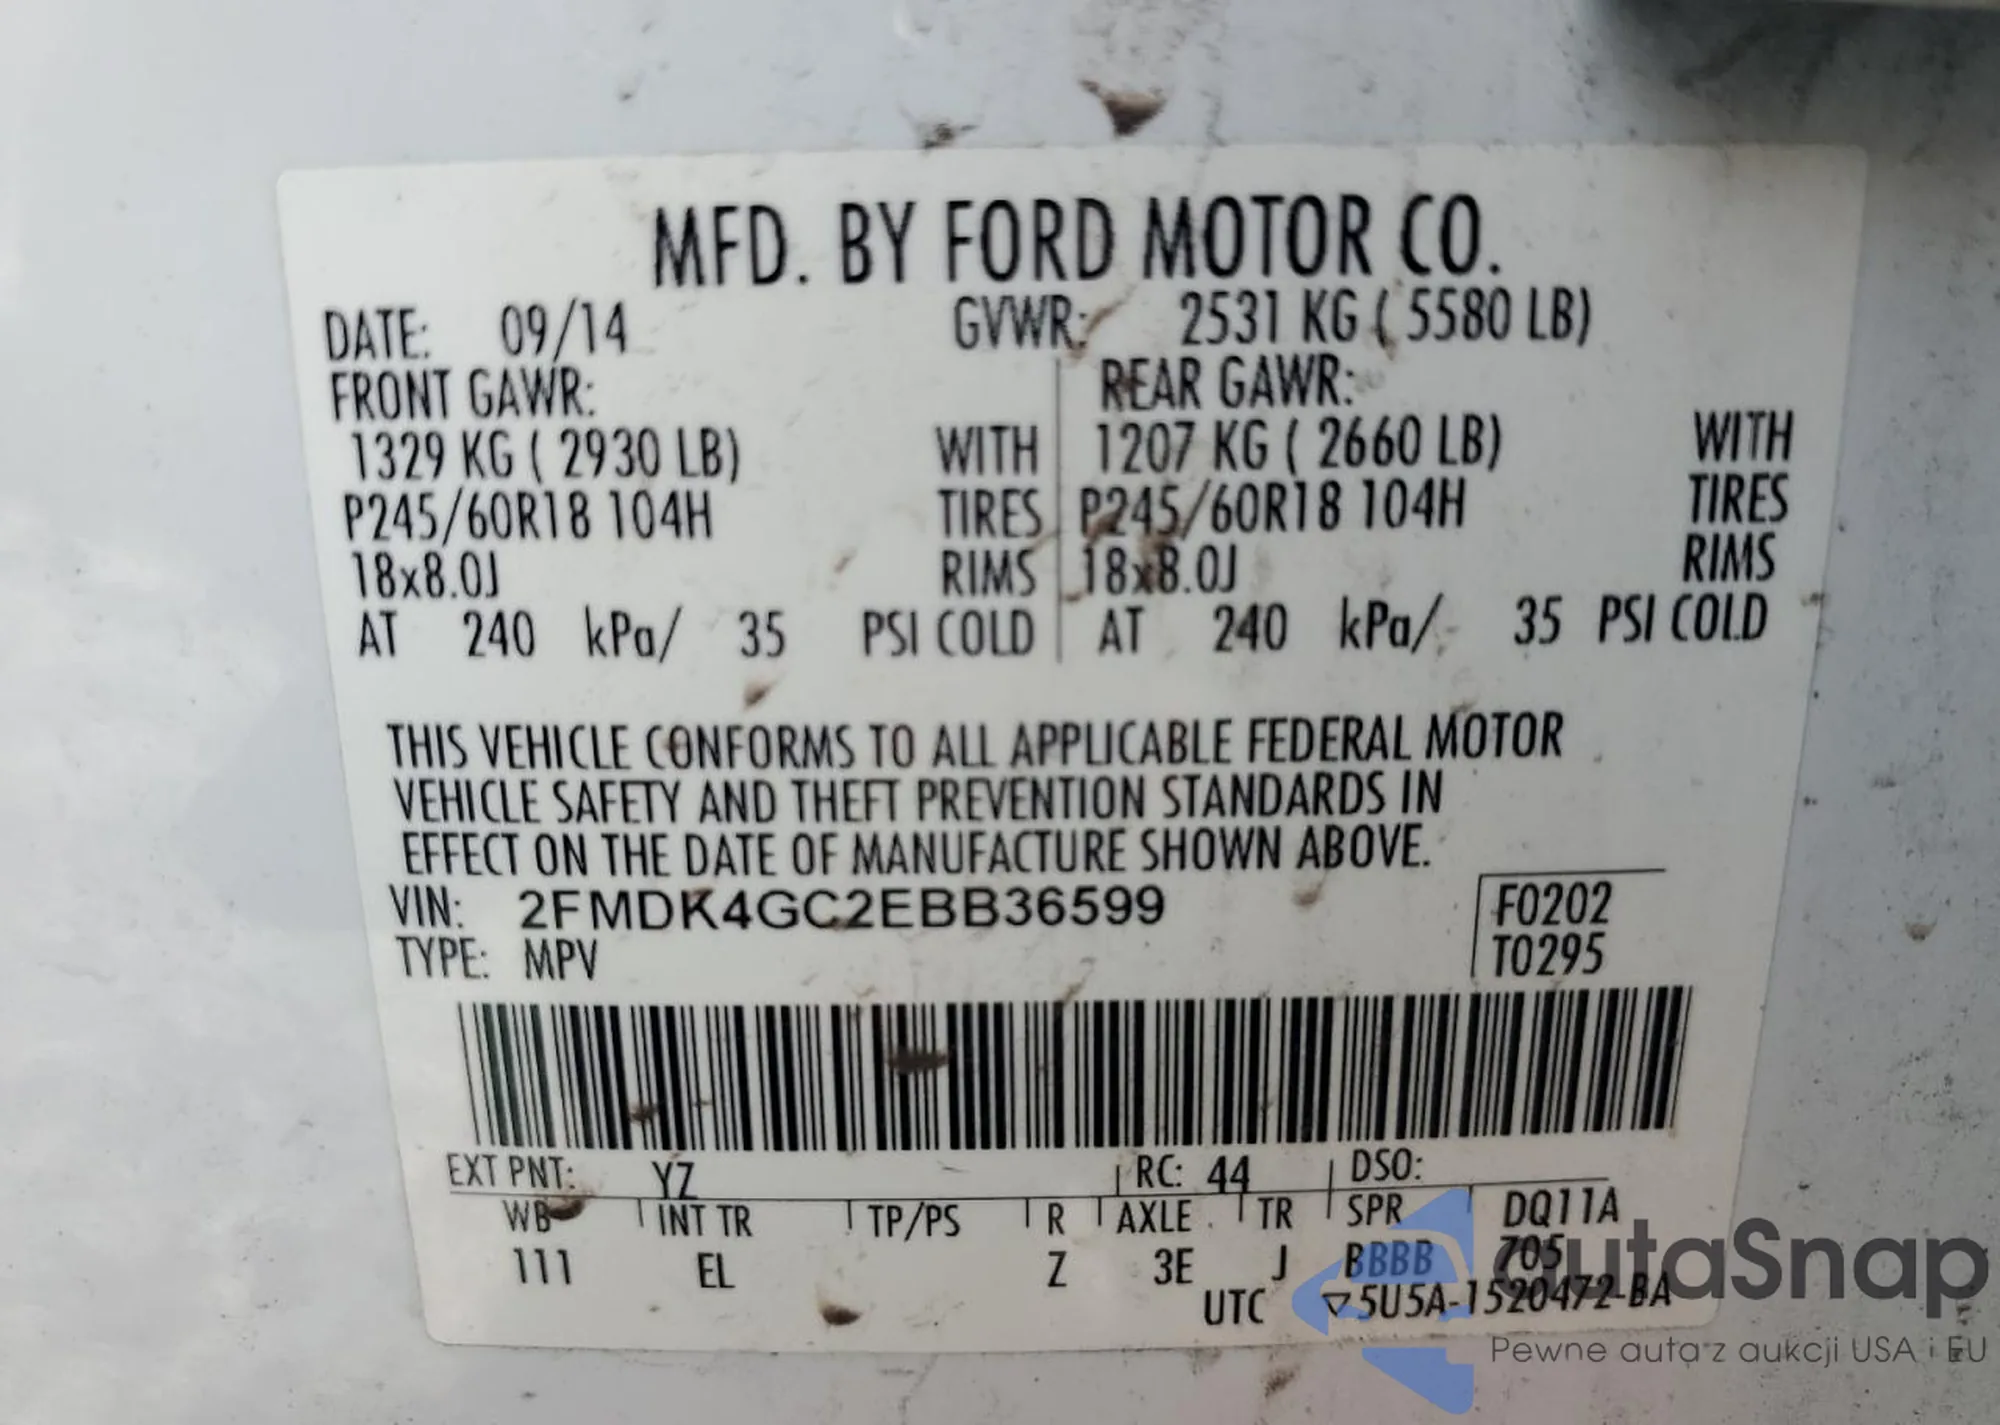 MFD. BY FORD MOTOR CO.
DATE: 09/14 GVWR: 2531 KG ( 5580 LB)
FRONT GAWR: REAR GAWR:
1329 KG ( 2930 LB) WITH 1207 KG ( 2660 LB) WITH
P245/60R18 104H TIRES P245/60R18 104H TIRES
18x8.0J RIMS 18x8.0J RIMS
AT 240 kPa/ 35 PSI COLD AT 240 kPa/ 35 PSI COLD
THIS VEHICLE CONFORMS TO ALL APPLICABLE FEDERAL MOTOR
VEHICLE SAFETY AND THEFT PREVENTION STANDARDS IN
EFFECT ON THE DATE OF MANUFACTURE SHOWN ABOVE.
VIN: 2FMDK4GC2EBB36599 F0202
TYPE: MPV T0295
EXT PNT: YZ RC: 44 DSO:
WB INT TR TP/PS R AXLE TR SPR DQ11A
111 EL Z 3E J BBBB 705
UTC ▽5U5A-1520472-BA
autaSnap
Pewne auta z aukcji USA i EU